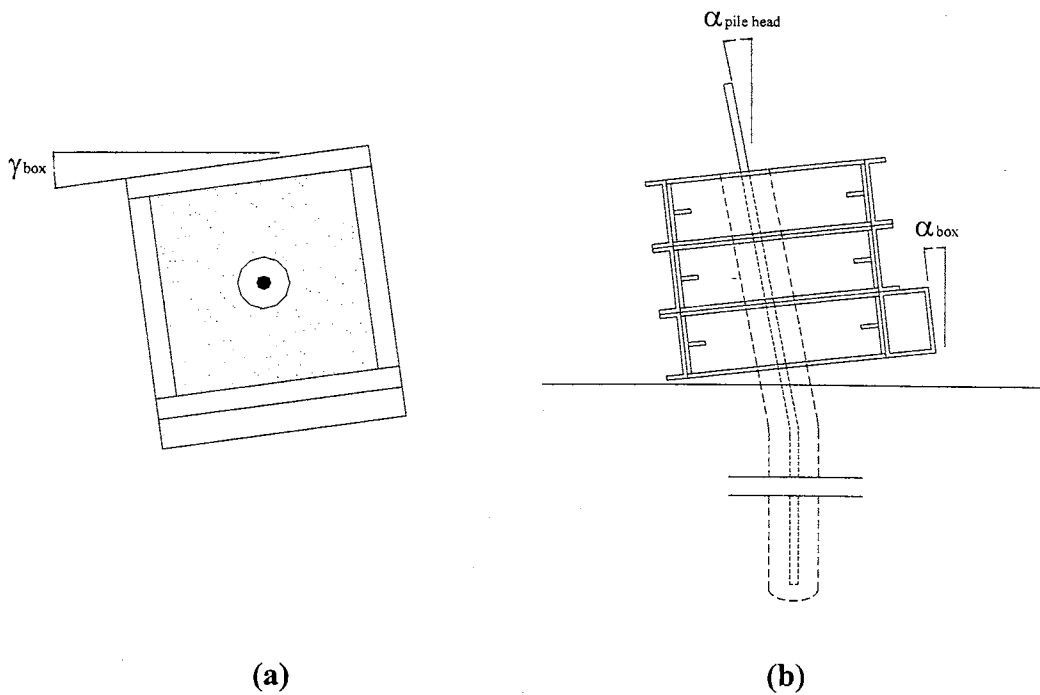 α pile head
γ box
α box
(a)
(b)